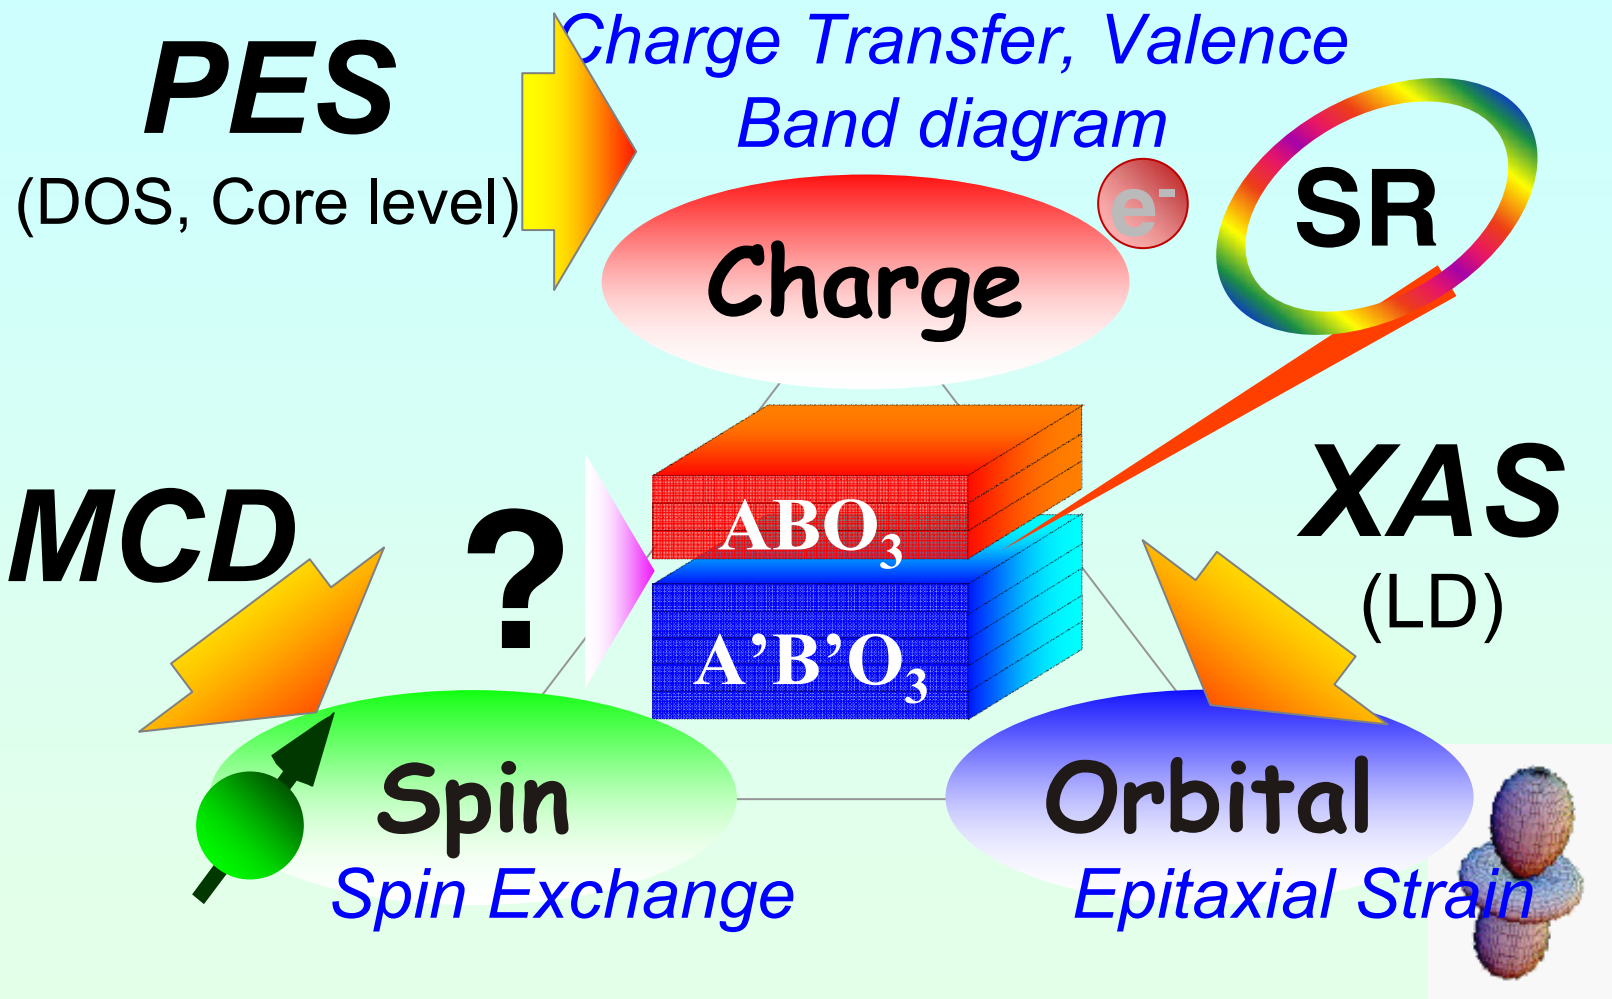 PES
(DOS, Core level)
Charge Transfer, Valence
Band diagram
e-
SR
Charge
MCD
?
ABO3
A’B’O3
XAS
(LD)
Spin
Spin Exchange
Orbital
Epitaxial Strain